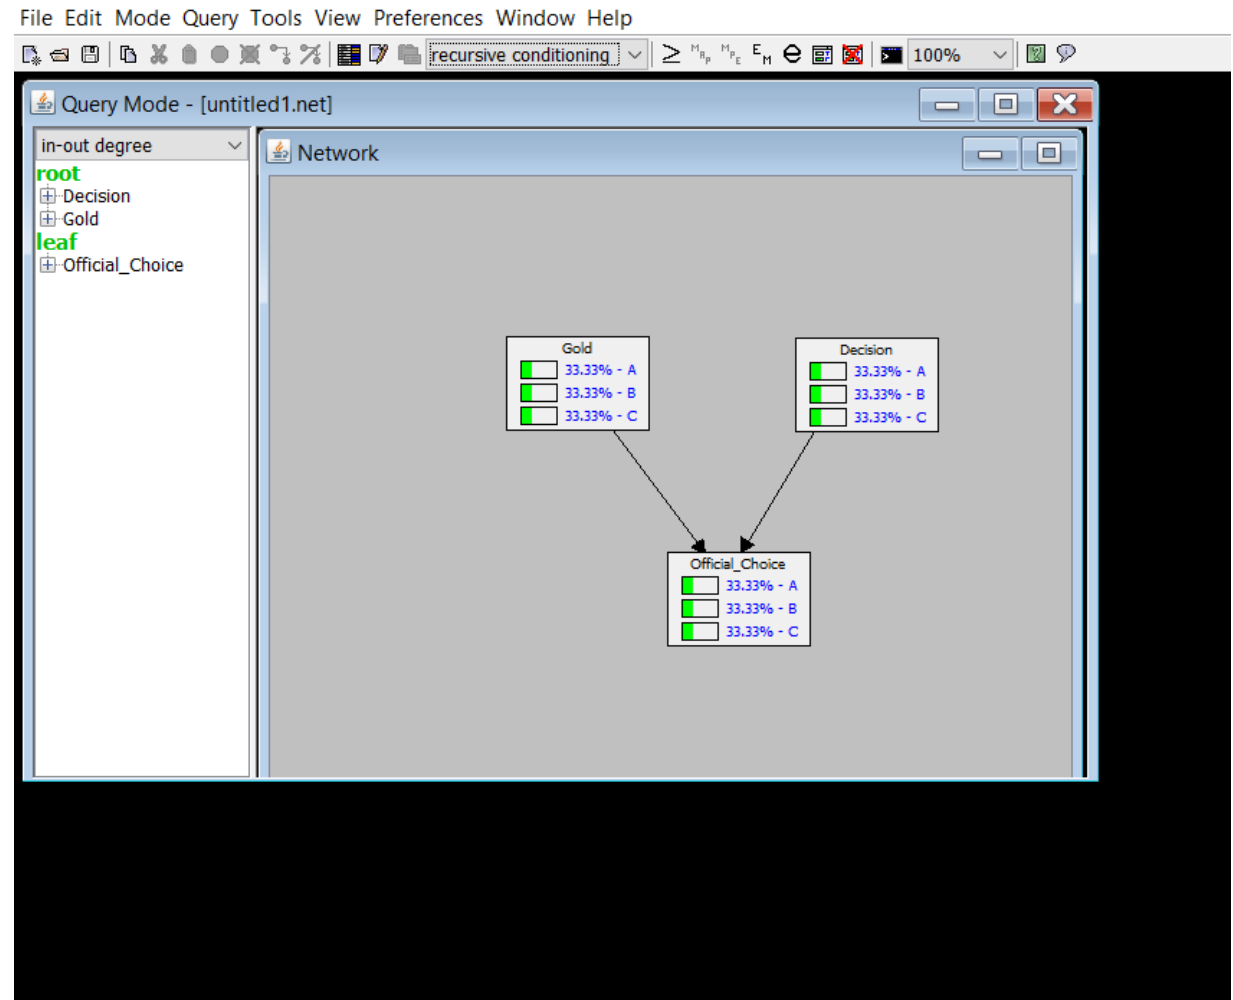 File Edit Mode Query Tools View Preferences Window Help
recursive conditioning
M A P
M P E
E M
e
100%
Query Mode - [untitled1.net]
in-out degree
Network
root
Decision
Gold
leaf
Official_Choice
Gold
33.33% - A
33.33% - B
33.33% - C
Decision
33.33% - A
33.33% - B
33.33% - C
Official_Choice
33.33% - A
33.33% - B
33.33% - C